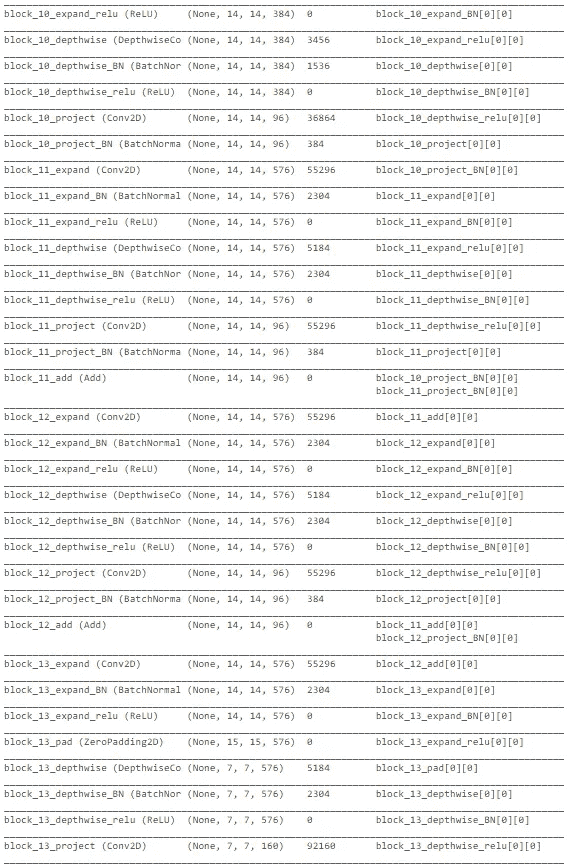 block_10_expand_relu (ReLU) (None, 14, 14, 384) 0 block_10_expand_BN[0][0]
block_10_depthwise (DepthwiseCo (None, 14, 14, 384) 3456 block_10_expand_relu[0][0]
block_10_depthwise_BN (BatchNor (None, 14, 14, 384) 1536 block_10_depthwise[0][0]
block_10_depthwise_relu (ReLU) (None, 14, 14, 384) 0 block_10_depthwise_BN[0][0]
block_10_project (Conv2D) (None, 14, 14, 96) 36864 block_10_depthwise_relu[0][0]
block_10_project_BN (BatchNorma (None, 14, 14, 96) 384 block_10_project[0][0]
block_11_expand (Conv2D) (None, 14, 14, 576) 55296 block_10_project_BN[0][0]
block_11_expand_BN (BatchNormal (None, 14, 14, 576) 2304 block_11_expand[0][0]
block_11_expand_relu (ReLU) (None, 14, 14, 576) 0 block_11_expand_BN[0][0]
block_11_depthwise (DepthwiseCo (None, 14, 14, 576) 5184 block_11_expand_relu[0][0]
block_11_depthwise_BN (BatchNor (None, 14, 14, 576) 2304 block_11_depthwise[0][0]
block_11_depthwise_relu (ReLU) (None, 14, 14, 576) 0 block_11_depthwise_BN[0][0]
block_11_project (Conv2D) (None, 14, 14, 96) 55296 block_11_depthwise_relu[0][0]
block_11_project_BN (BatchNorma (None, 14, 14, 96) 384 block_11_project[0][0]
block_11_add (Add) (None, 14, 14, 96) 0 block_10_project_BN[0][0]
block_11_project_BN[0][0]
block_12_expand (Conv2D) (None, 14, 14, 576) 55296 block_11_add[0][0]
block_12_expand_BN (BatchNormal (None, 14, 14, 576) 2304 block_12_expand[0][0]
block_12_expand_relu (ReLU) (None, 14, 14, 576) 0 block_12_expand_BN[0][0]
block_12_depthwise (DepthwiseCo (None, 14, 14, 576) 5184 block_12_expand_relu[0][0]
block_12_depthwise_BN (BatchNor (None, 14, 14, 576) 2304 block_12_depthwise[0][0]
block_12_depthwise_relu (ReLU) (None, 14, 14, 576) 0 block_12_depthwise_BN[0][0]
block_12_project (Conv2D) (None, 14, 14, 96) 55296 block_12_depthwise_relu[0][0]
block_12_project_BN (BatchNorma (None, 14, 14, 96) 384 block_12_project[0][0]
block_12_add (Add) (None, 14, 14, 96) 0 block_11_add[0][0]
block_12_project_BN[0][0]
block_13_expand (Conv2D) (None, 14, 14, 576) 55296 block_12_add[0][0]
block_13_expand_BN (BatchNormal (None, 14, 14, 576) 2304 block_13_expand[0][0]
block_13_expand_relu (ReLU) (None, 14, 14, 576) 0 block_13_expand_BN[0][0]
block_13_pad (ZeroPadding2D) (None, 15, 15, 576) 0 block_13_expand_relu[0][0]
block_13_depthwise (DepthwiseCo (None, 7, 7, 576) 5184 block_13_pad[0][0]
block_13_depthwise_BN (BatchNor (None, 7, 7, 576) 2304 block_13_depthwise[0][0]
block_13_depthwise_relu (ReLU) (None, 7, 7, 576) 0 block_13_depthwise_BN[0][0]
block_13_project (Conv2D) (None, 7, 7, 160) 92160 block_13_depthwise_relu[0][0]